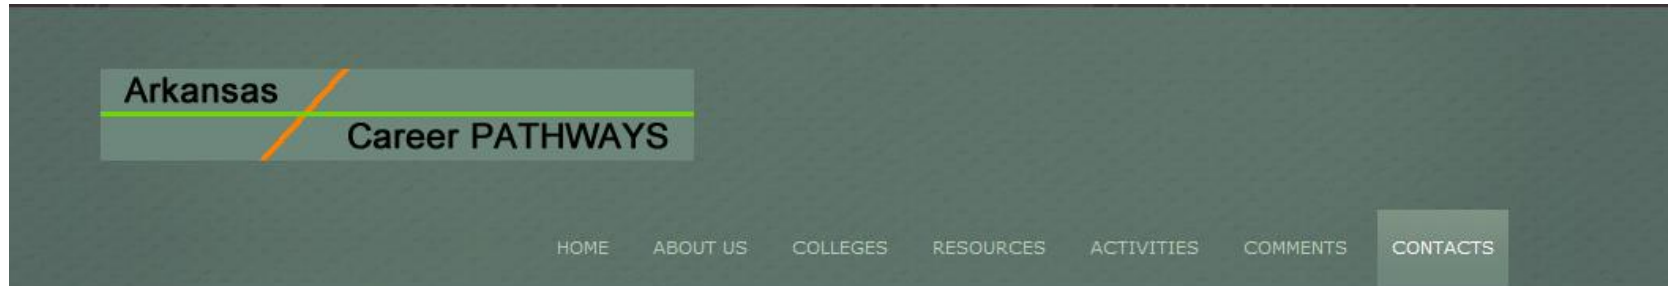 Arkansas
Career PATHWAYS
HOME ABOUT US COLLEGES RESOURCES ACTIVITIES COMMENTS CONTACTS